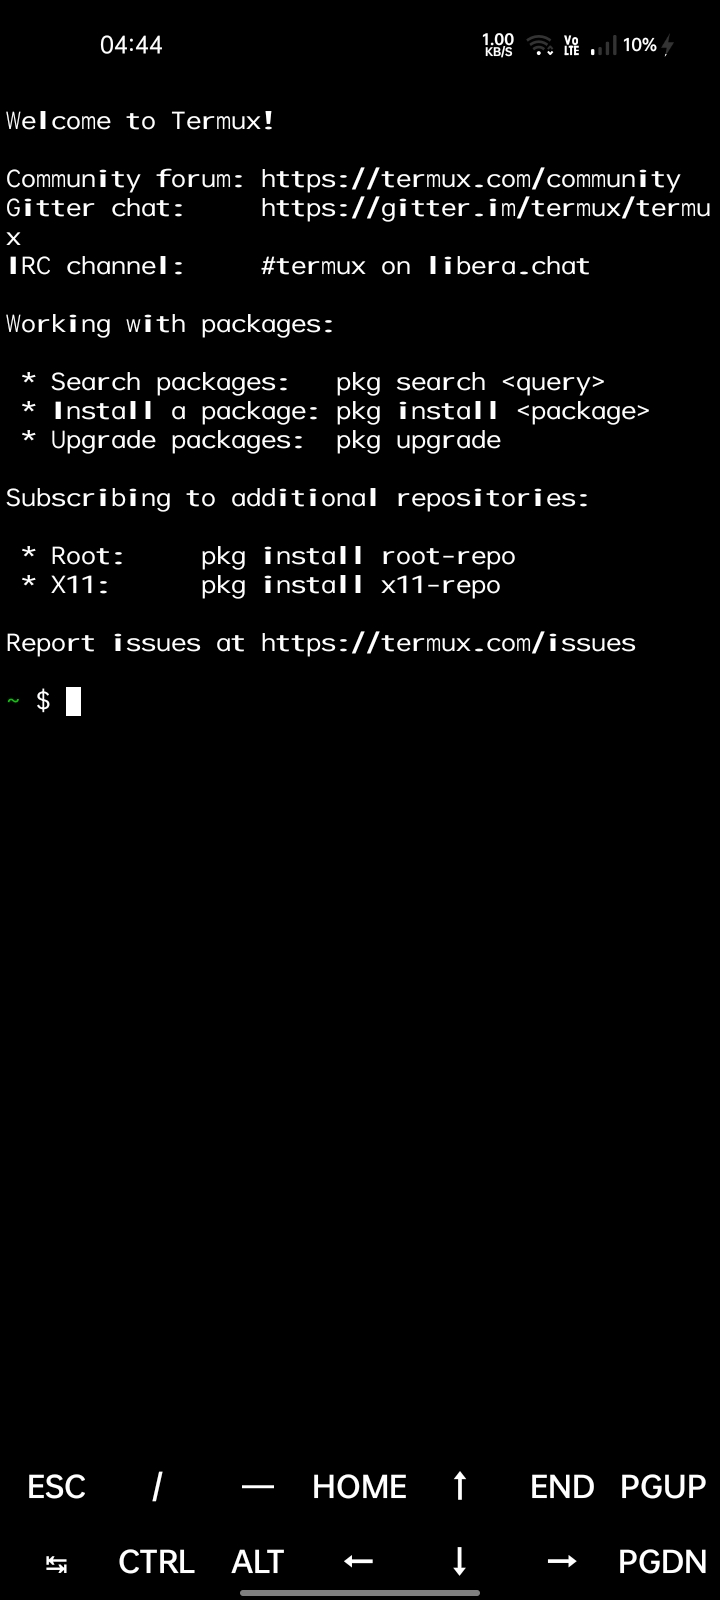 04:44 1.00 KB/S Vo LTE 10%
Welcome to Termux!
Community forum: https://termux.com/community
Gitter chat:     https://gitter.im/termux/termu
x
IRC channel:     #termux on libera.chat
Working with packages:
 * Search packages:   pkg search <query>
 * Install a package: pkg install <package>
 * Upgrade packages:  pkg upgrade
Subscribing to additional repositories:
 * Root:     pkg install root-repo
 * X11:      pkg install x11-repo
Report issues at https://termux.com/issues
~ $
ESC / — HOME ↑ END PGUP
↹ CTRL ALT ← ↓ → PGDN